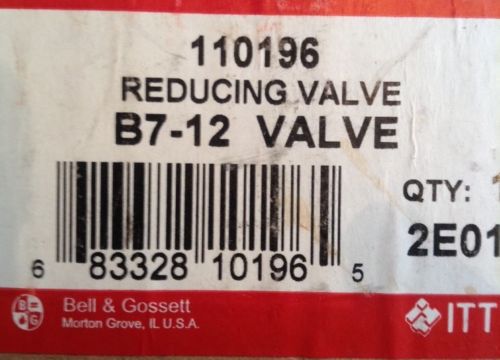 110196
REDUCING VALVE
B7-12 VALVE
QTY:
2E01
6 83328 10196 5
B G
Bell & Gossett
Morton Grove, IL U.S.A.
ITT